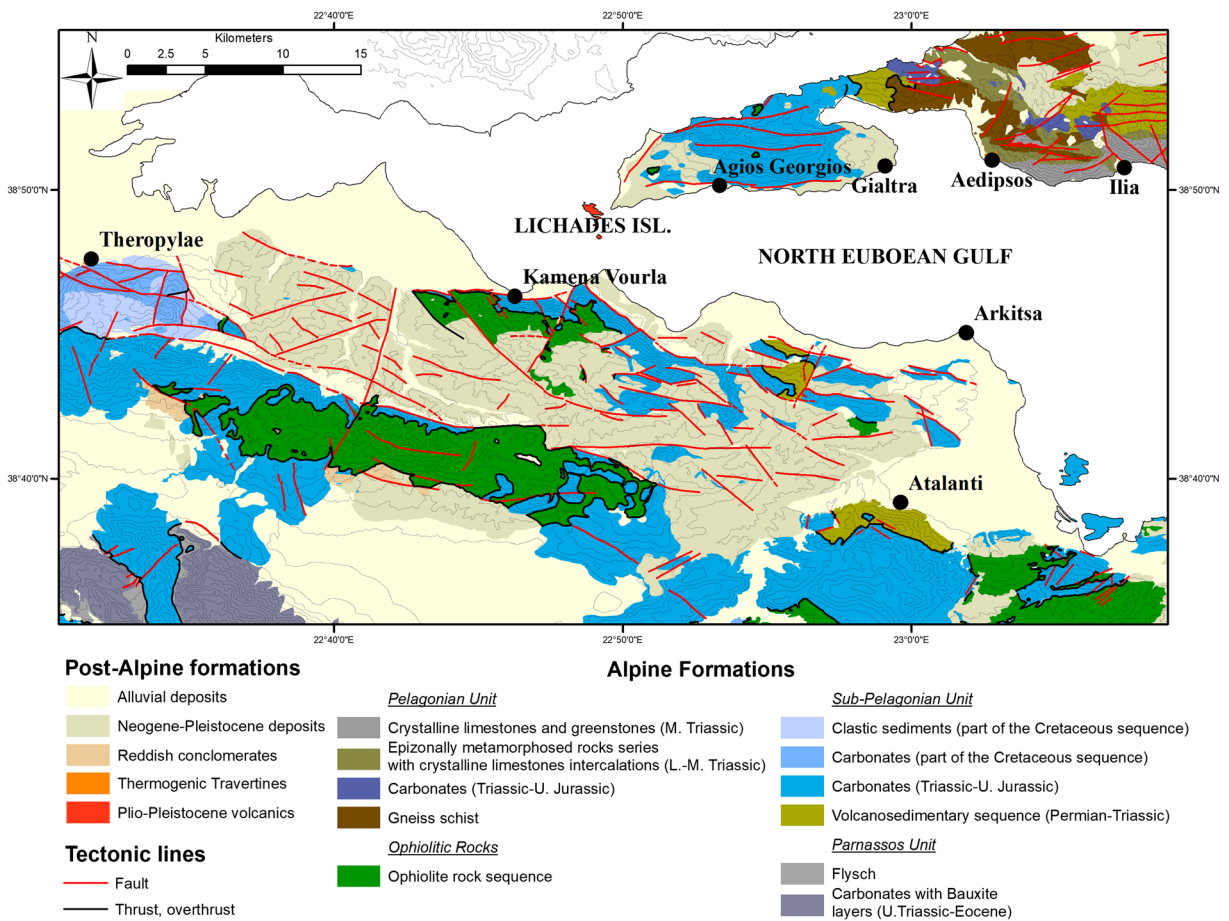 22°40'0"E
22°50'0"E
23°0'0"E
Kilometers
N
0 2.5 5 10 15
38°50'0"N
38°50'0"N
Agios Georgios
Gialtra
Aedipsos
Ilia
LICHADES ISL.
Theropylae
NORTH EUBOEAN GULF
Kamena Vourla
Arkitsa
38°40'0"N
38°40'0"N
Atalanti
22°40'0"E
22°50'0"E
23°0'0"E
Post-Alpine formations
Alluvial deposits
Neogene-Pleistocene deposits
Reddish conclomerates
Thermogenic Travertines
Plio-Pleistocene volcanics
Tectonic lines
Fault
Thrust, overthrust
Alpine Formations
Pelagonian Unit
Crystalline limestones and greenstones (M. Triassic)
Epizonally metamorphosed rocks series
with crystalline limestones intercalations (L.-M. Triassic)
Carbonates (Triassic-U. Jurassic)
Gneiss schist
Ophiolitic Rocks
Ophiolite rock sequence
Sub-Pelagonian Unit
Clastic sediments (part of the Cretaceous sequence)
Carbonates (part of the Cretaceous sequence)
Carbonates (Triassic-U. Jurassic)
Volcanosedimentary sequence (Permian-Triassic)
Parnassos Unit
Flysch
Carbonates with Bauxite
layers (U.Triassic-Eocene)